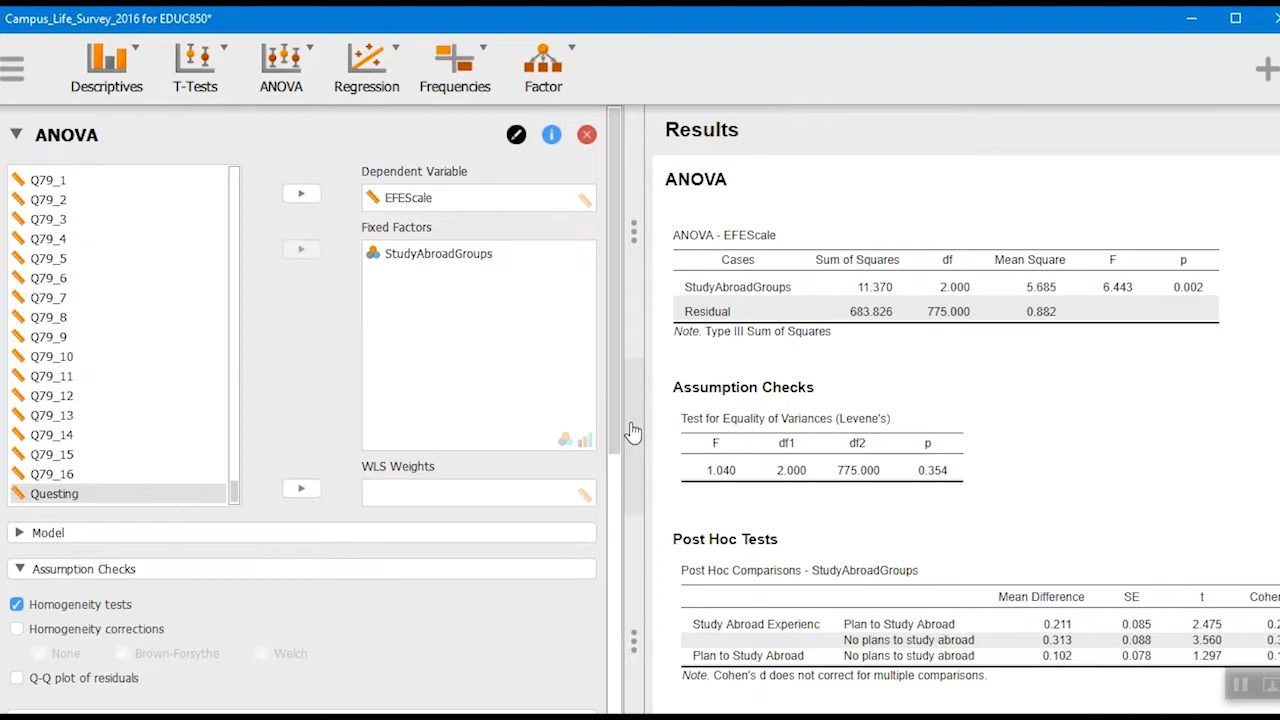 Campus_Life_Survey_2016 for EDUC850*
Descriptives T-Tests ANOVA Regression Frequencies Factor
ANOVA
Q79_1
Q79_2
Q79_3
Q79_4
Q79_5
Q79_6
Q79_7
Q79_8
Q79_9
Q79_10
Q79_11
Q79_12
Q79_13
Q79_14
Q79_15
Q79_16
Questing
Dependent Variable
EFEScale
Fixed Factors
StudyAbroadGroups
WLS Weights
Model
Assumption Checks
Homogeneity tests
Homogeneity corrections
None Brown-Forsythe Welch
Q-Q plot of residuals
Results
ANOVA
ANOVA - EFEScale
Cases Sum of Squares df Mean Square F p
StudyAbroadGroups 11.370 2.000 5.685 6.443 0.002
Residual 683.826 775.000 0.882
Note. Type III Sum of Squares
Assumption Checks
Test for Equality of Variances (Levene's)
F df1 df2 p
1.040 2.000 775.000 0.354
Post Hoc Tests
Post Hoc Comparisons - StudyAbroadGroups
Mean Difference SE t Cohe
Study Abroad Experienc Plan to Study Abroad 0.211 0.085 2.475 0.2
No plans to study abroad 0.313 0.088 3.560 0.3
Plan to Study Abroad No plans to study abroad 0.102 0.078 1.297 0.1
Note. Cohen's d does not correct for multiple comparisons.